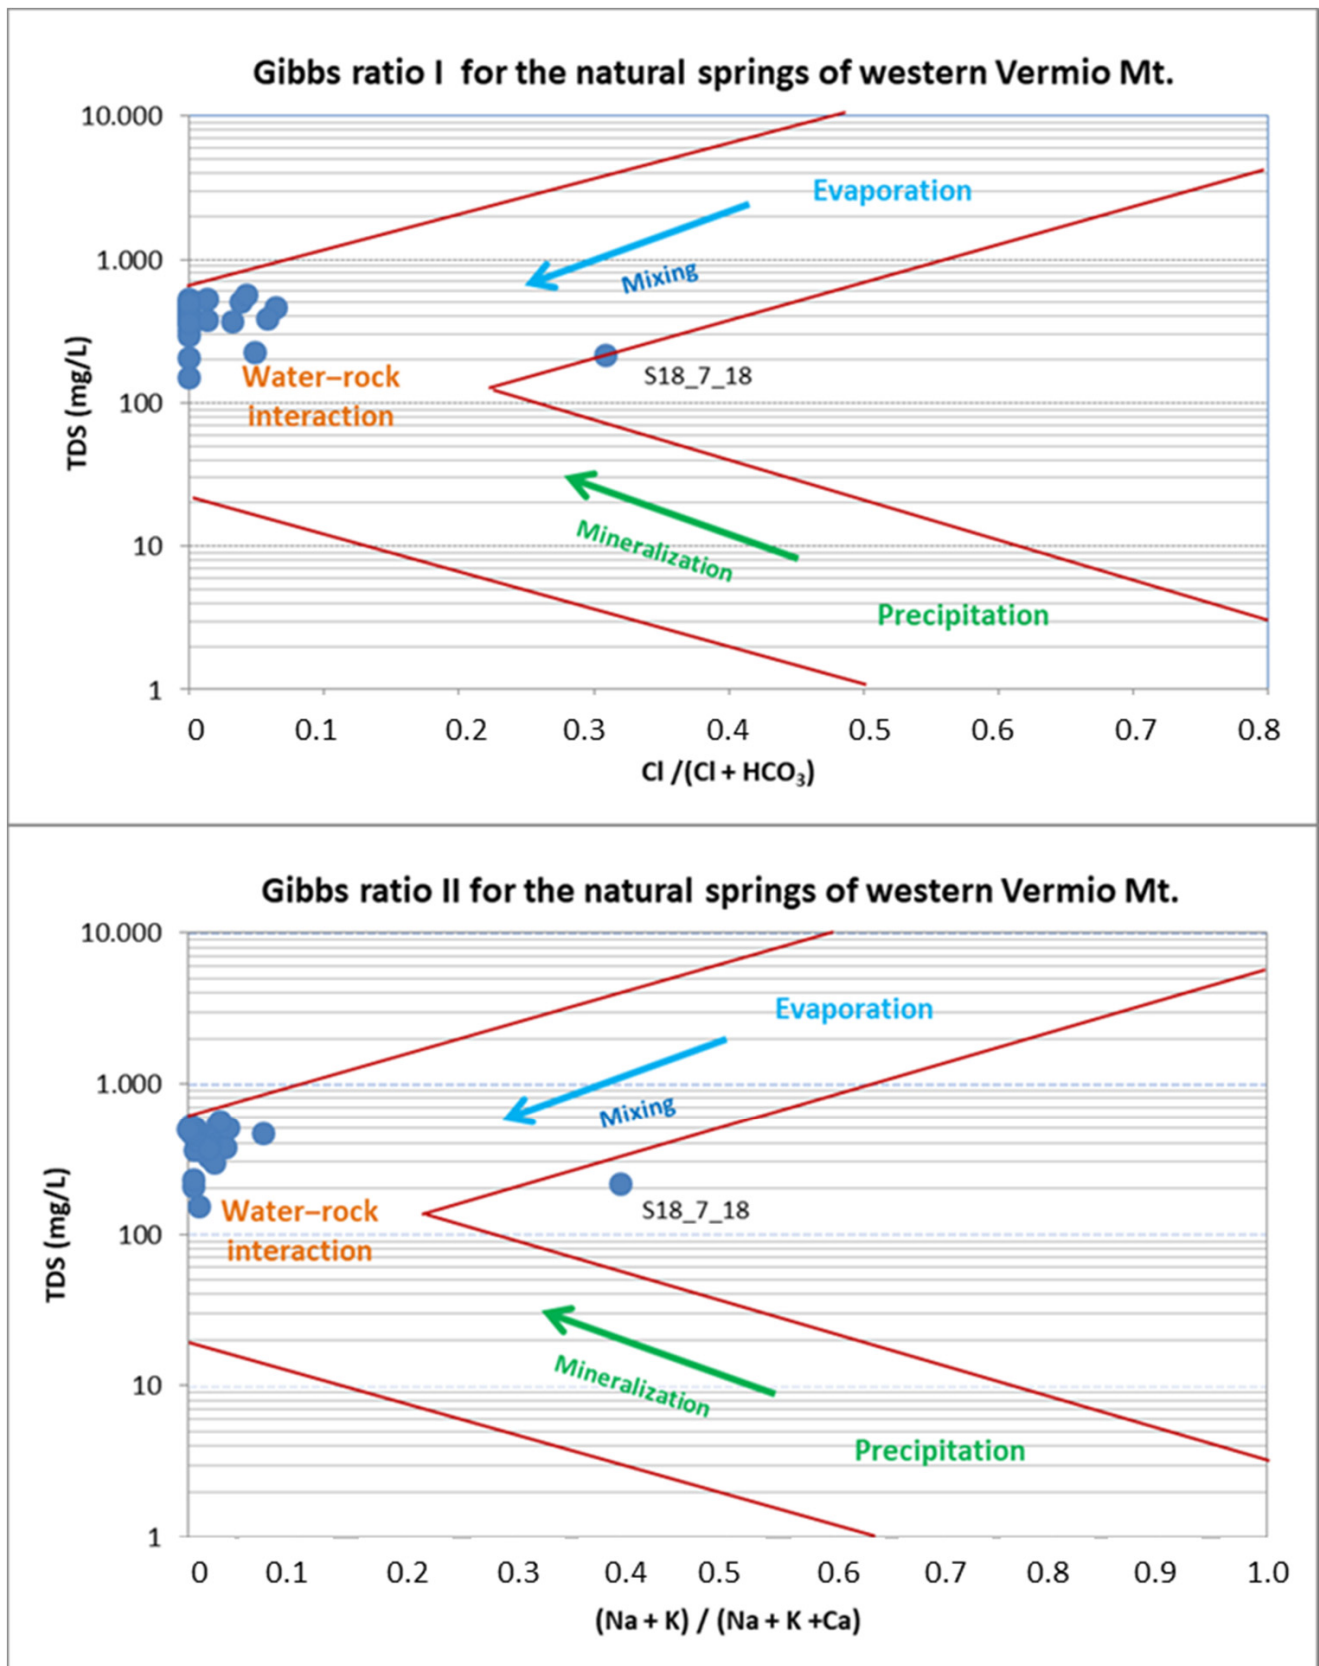 Gibbs ratio I for the natural springs of western Vermio Mt.
10.000
1.000
100
10
1
TDS (mg/L)
Evaporation
Mixing
S18_7_18
Water–rock
interaction
Mineralization
Precipitation
0 0.1 0.2 0.3 0.4 0.5 0.6 0.7 0.8
Cl /(Cl + HCO₃)
Gibbs ratio II for the natural springs of western Vermio Mt.
10.000
1.000
100
10
1
TDS (mg/L)
Evaporation
Mixing
S18_7_18
Water–rock
interaction
Mineralization
Precipitation
0 0.1 0.2 0.3 0.4 0.5 0.6 0.7 0.8 0.9 1.0
(Na + K) / (Na + K +Ca)